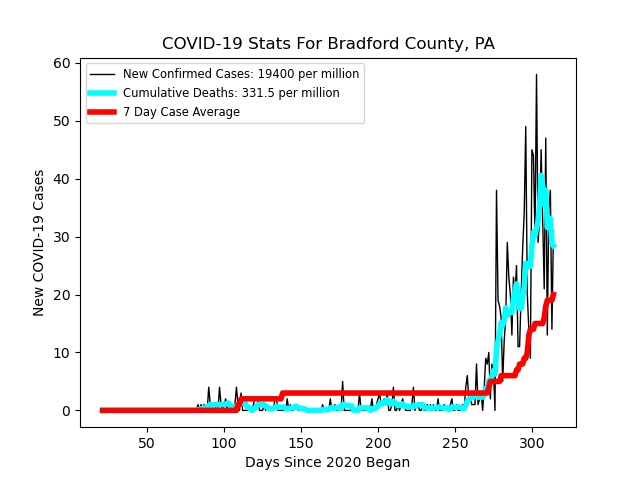 COVID-19 Stats For Bradford County, PA
New Confirmed Cases: 19400 per million
Cumulative Deaths: 331.5 per million
7 Day Case Average
New COVID-19 Cases
60
50
40
30
20
10
0
50 100 150 200 250 300
Days Since 2020 Began